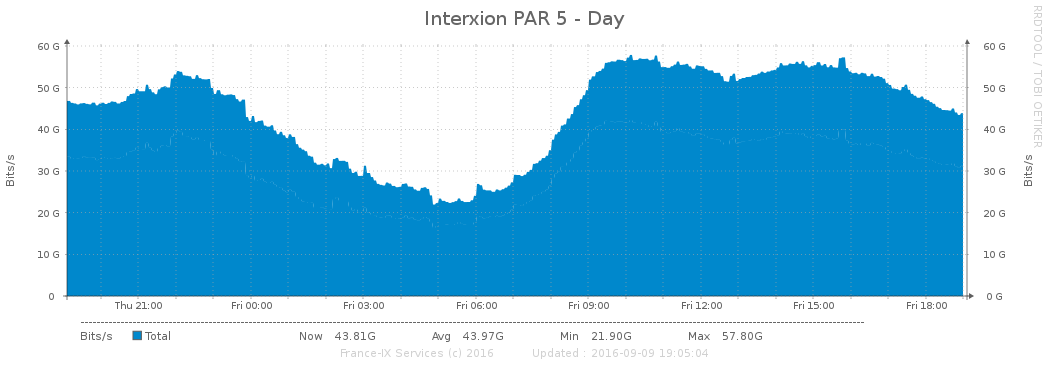 Interxion PAR 5 - Day
RRDTOOL / TOBI OETIKER
Bits/s
60 G
50 G
40 G
30 G
20 G
10 G
0
60 G
50 G
40 G
30 G
20 G
10 G
0 G
Bits/s
Thu 21:00 Fri 00:00 Fri 03:00 Fri 06:00 Fri 09:00 Fri 12:00 Fri 15:00 Fri 18:00
Bits/s Total Now 43.81G Avg 43.97G Min 21.90G Max 57.80G
France-IX Services (c) 2016 Updated : 2016-09-09 19:05:04